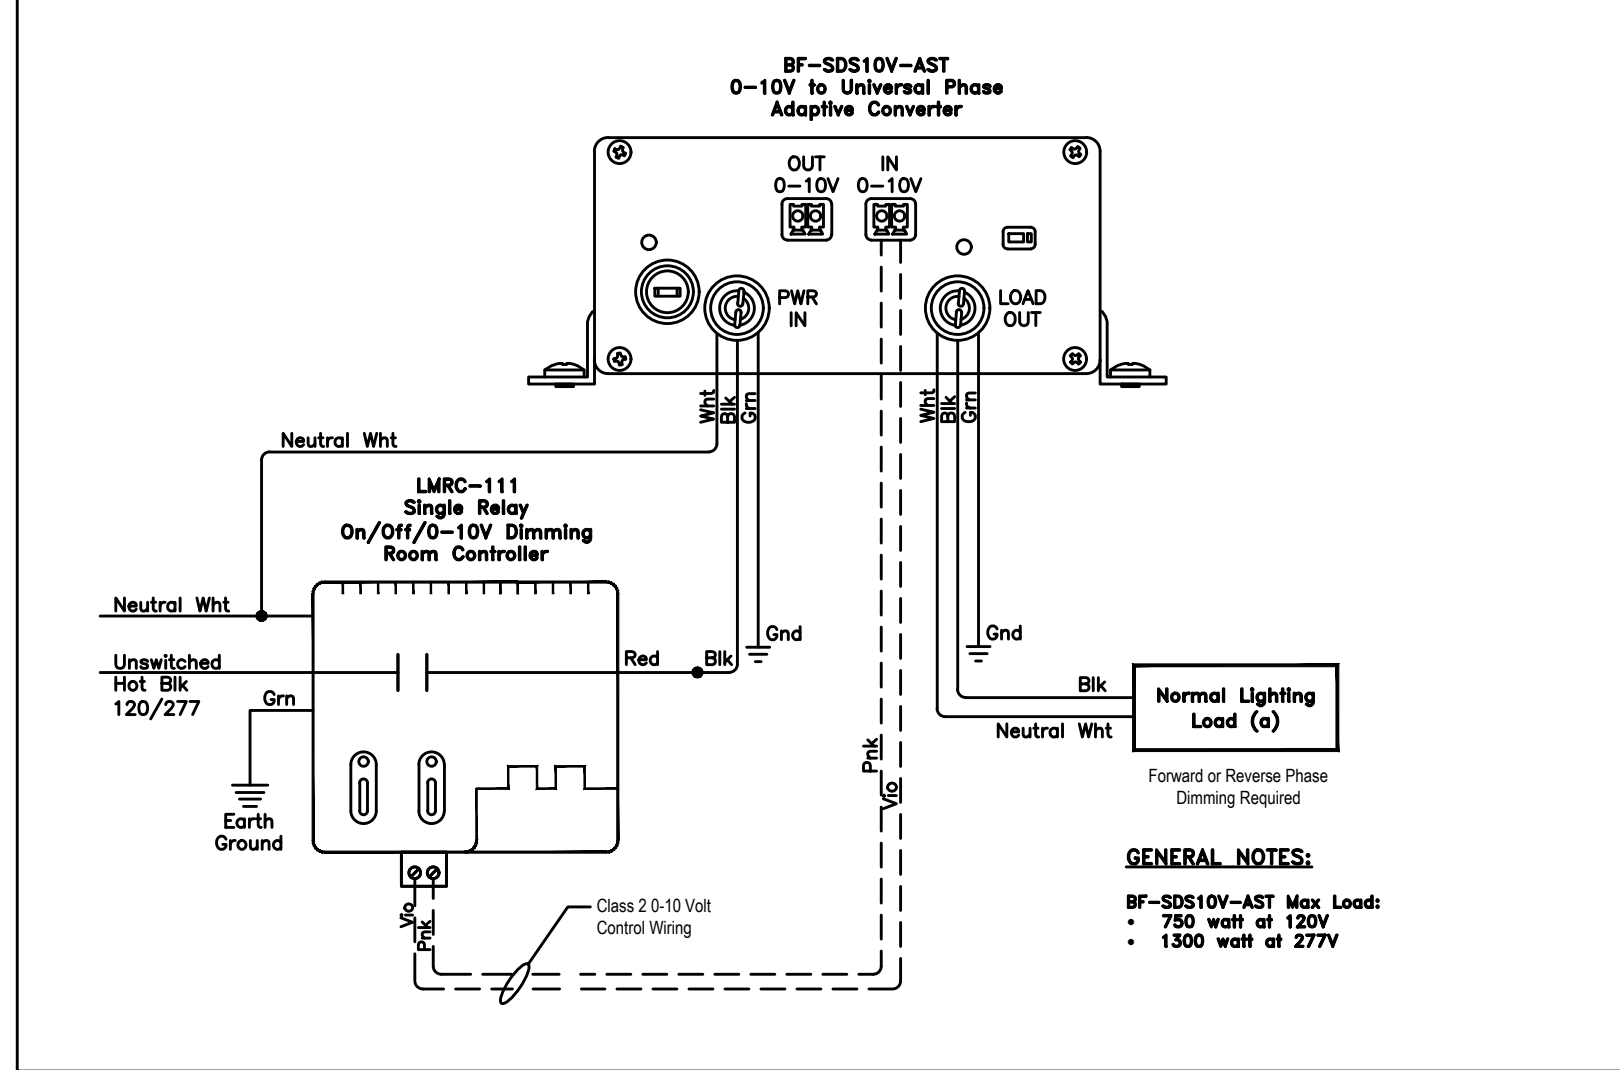 BF-SDS10V-AST
0-10V to Universal Phase
Adaptive Converter
OUT
0-10V
IN
0-10V
PWR
IN
LOAD
OUT
Wht
Blk
Grn
Wht
Blk
Grn
Neutral Wht
LMRC-111
Single Relay
On/Off/0-10V Dimming
Room Controller
Neutral Wht
Unswitched
Hot Blk
120/277
Grn
Red
Blk
Gnd
Gnd
Earth
Ground
Blk
Neutral Wht
Normal Lighting
Load (a)
Forward or Reverse Phase
Dimming Required
Pnk
Vio
Vio
Pnk
Class 2 0-10 Volt
Control Wiring
GENERAL NOTES:
BF-SDS10V-AST Max Load:
• 750 watt at 120V
• 1300 watt at 277V